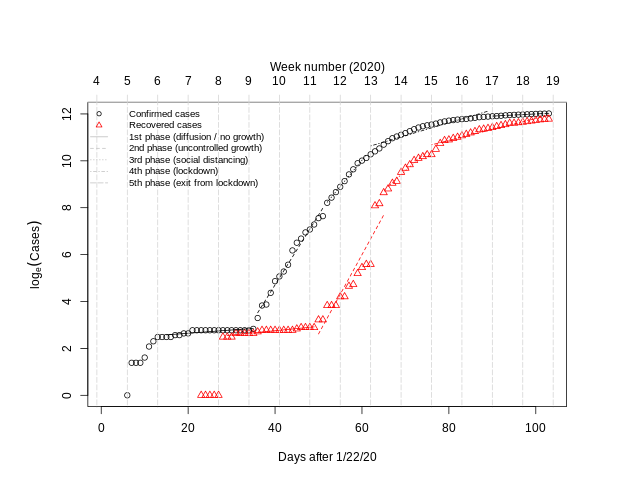 Week number (2020)
4 5 6 7 8 9 10 11 12 13 14 15 16 17 18 19
Confirmed cases
Recovered cases
1st phase (diffusion / no growth)
2nd phase (uncontrolled growth)
3rd phase (social distancing)
4th phase (lockdown)
5th phase (exit from lockdown)
12
10
8
6
4
2
0
logₑ(Cases)
0 20 40 60 80 100
Days after 1/22/20